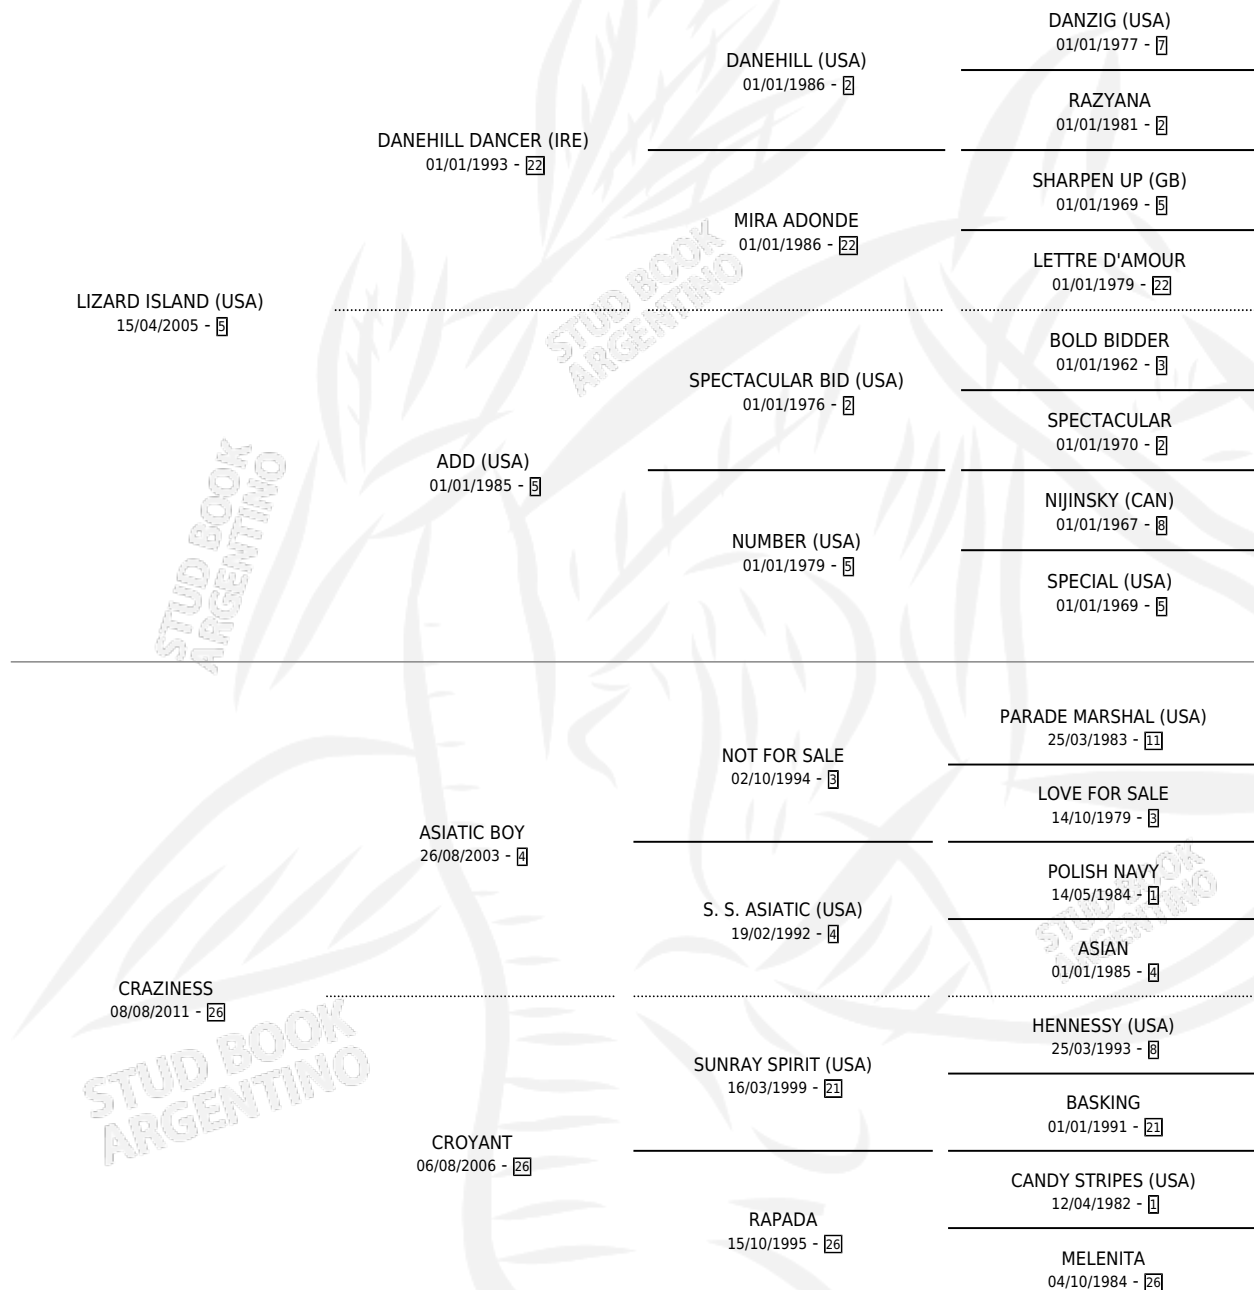 DANZIG (USA)
01/01/1977 - 7
DANEHILL (USA)
01/01/1986 - 2
RAZYANA
01/01/1981 - 2
DANEHILL DANCER (IRE)
01/01/1993 - 22
SHARPEN UP (GB)
01/01/1969 - 5
MIRA ADONDE
01/01/1986 - 22
LETTRE D'AMOUR
01/01/1979 - 22
LIZARD ISLAND (USA)
15/04/2005 - 5
STUD BOOK
ARGENTINO
BOLD BIDDER
01/01/1962 - 3
SPECTACULAR BID (USA)
01/01/1976 - 2
SPECTACULAR
01/01/1970 - 2
ADD (USA)
01/01/1985 - 5
NIJINSKY (CAN)
01/01/1967 - 8
NUMBER (USA)
01/01/1979 - 5
SPECIAL (USA)
01/01/1969 - 5
STUD BOOK
ARGENTINO
PARADE MARSHAL (USA)
25/03/1983 - 11
NOT FOR SALE
02/10/1994 - 3
LOVE FOR SALE
14/10/1979 - 3
ASIATIC BOY
26/08/2003 - 4
POLISH NAVY
14/05/1984 - 1
S. S. ASIATIC (USA)
19/02/1992 - 4
STUD BOOK
ARGENTINO
ASIAN
01/01/1985 - 4
CRAZINESS
08/08/2011 - 26
HENNESSY (USA)
25/03/1993 - 8
STUD BOOK
ARGENTINO
SUNRAY SPIRIT (USA)
16/03/1999 - 21
BASKING
01/01/1991 - 21
CROYANT
06/08/2006 - 26
CANDY STRIPES (USA)
12/04/1982 - 1
RAPADA
15/10/1995 - 26
MELENITA
04/10/1984 - 26